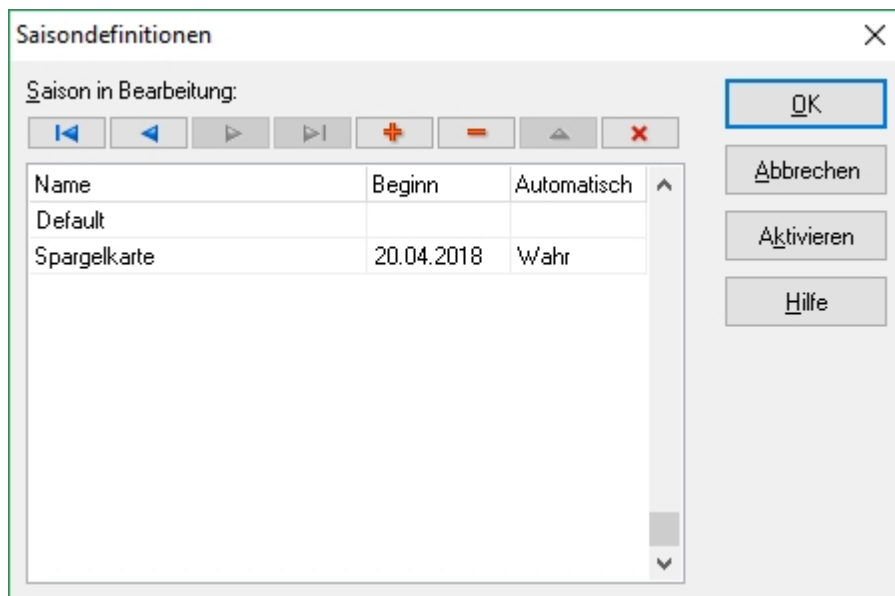 Saisondefinitionen
Saison in Bearbeitung:
Name Beginn Automatisch
Default
Spargelkarte 20.04.2018 Wahr
OK
Abbrechen
Aktivieren
Hilfe